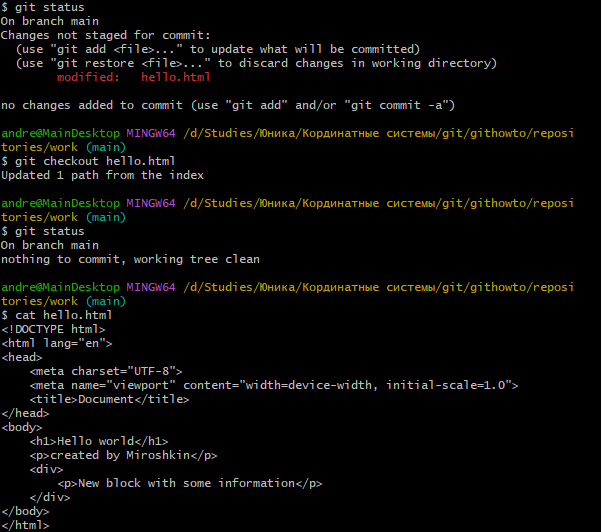 $ git status
On branch main
Changes not staged for commit:
  (use "git add <file>..." to update what will be committed)
  (use "git restore <file>..." to discard changes in working directory)
        modified:   hello.html

no changes added to commit (use "git add" and/or "git commit -a")

andre@MainDesktop MINGW64 /d/Studies/Юника/Кординатные системы/git/githowto/reposi
tories/work (main)
$ git checkout hello.html
Updated 1 path from the index

andre@MainDesktop MINGW64 /d/Studies/Юника/Кординатные системы/git/githowto/reposi
tories/work (main)
$ git status
On branch main
nothing to commit, working tree clean

andre@MainDesktop MINGW64 /d/Studies/Юника/Кординатные системы/git/githowto/reposi
tories/work (main)
$ cat hello.html
<!DOCTYPE html>
<html lang="en">
<head>
    <meta charset="UTF-8">
    <meta name="viewport" content="width=device-width, initial-scale=1.0">
    <title>Document</title>
</head>
<body>
    <h1>Hello world</h1>
    <p>created by Miroshkin</p>
    <div>
        <p>New block with some information</p>
    </div>
</body>
</html>